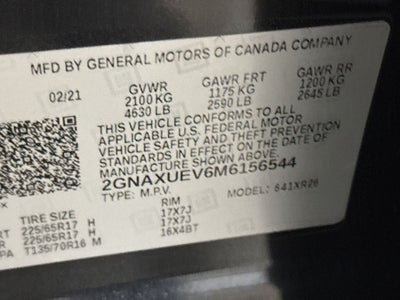 MFD BY GENERAL MOTORS OF CANADA COMPANY
02/21 GVWR GAWR FRT GAWR RR
2100 KG 1175 KG 1200 KG
4630 LB 2590 LB 2645 LB
THIS VEHICLE CONFORMS TO ALL
APPLICABLE U.S. FEDERAL MOTOR
VEHICLE SAFETY AND THEFT PREVENTION
STANDARDS IN EFFECT ON THE DATE OF
MANUFACTURE SHOWN ABOVE.
2GNAXUEV6M6156544
TYPE: M.P.V. MODEL: 641XR26
TIRE SIZE RIM
225/65R17 H 17X7J
225/65R17 H 17X7J
T135/70R16 M 16X4BT